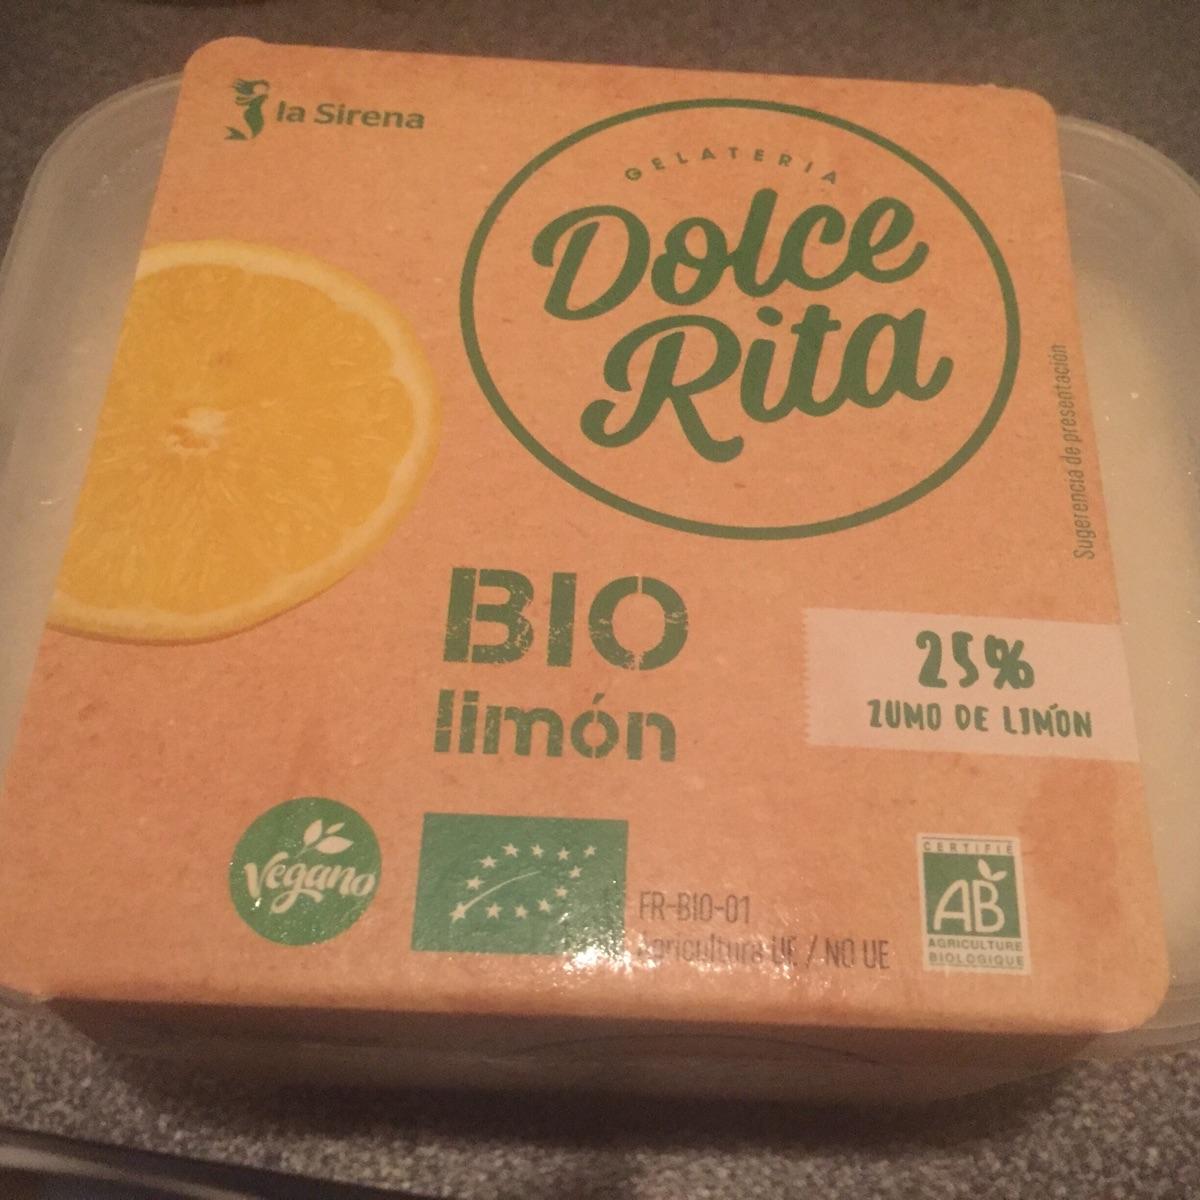 la Sirena
GELATERIA
Dolce
Rita
Sugerencia de presentación
BIO
limón
25%
ZUMO DE LIMÓN
Vegano
FR-BIO-01
Agricultura UE / NO UE
CERTIFIÉ
AB
AGRICULTURE
BIOLOGIQUE